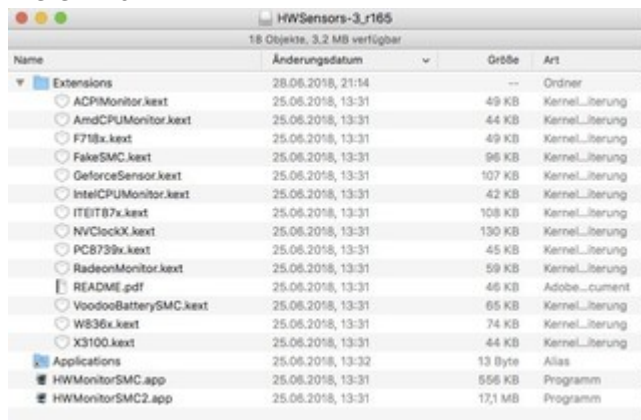 HWSensors-3_r165
18 Objekte, 3,2 MB verfügbar
Name Änderungsdatum Größe Art
Extensions 28.06.2018, 21:14 -- Ordner
ACPIMonitor.kext 25.06.2018, 13:31 49 KB Kernel...iterung
AmdCPUMonitor.kext 25.06.2018, 13:31 44 KB Kernel...iterung
F718x.kext 25.06.2018, 13:31 49 KB Kernel...iterung
FakeSMC.kext 25.06.2018, 13:31 96 KB Kernel...iterung
GeforceSensor.kext 25.06.2018, 13:31 107 KB Kernel...iterung
IntelCPUMonitor.kext 25.06.2018, 13:31 42 KB Kernel...iterung
ITEIT87x.kext 25.06.2018, 13:31 108 KB Kernel...iterung
NVClockX.kext 25.06.2018, 13:31 130 KB Kernel...iterung
PC8739x.kext 25.06.2018, 13:31 45 KB Kernel...iterung
RadeonMonitor.kext 25.06.2018, 13:31 59 KB Kernel...iterung
README.pdf 25.06.2018, 13:31 46 KB Adobe...cument
VoodooBatterySMC.kext 25.06.2018, 13:31 65 KB Kernel...iterung
W836x.kext 25.06.2018, 13:31 74 KB Kernel...iterung
X3100.kext 25.06.2018, 13:31 44 KB Kernel...iterung
Applications 25.06.2018, 13:32 13 Byte Alias
HWMonitorSMC.app 25.06.2018, 13:31 556 KB Programm
HWMonitorSMC2.app 25.06.2018, 13:31 17,1 MB Programm